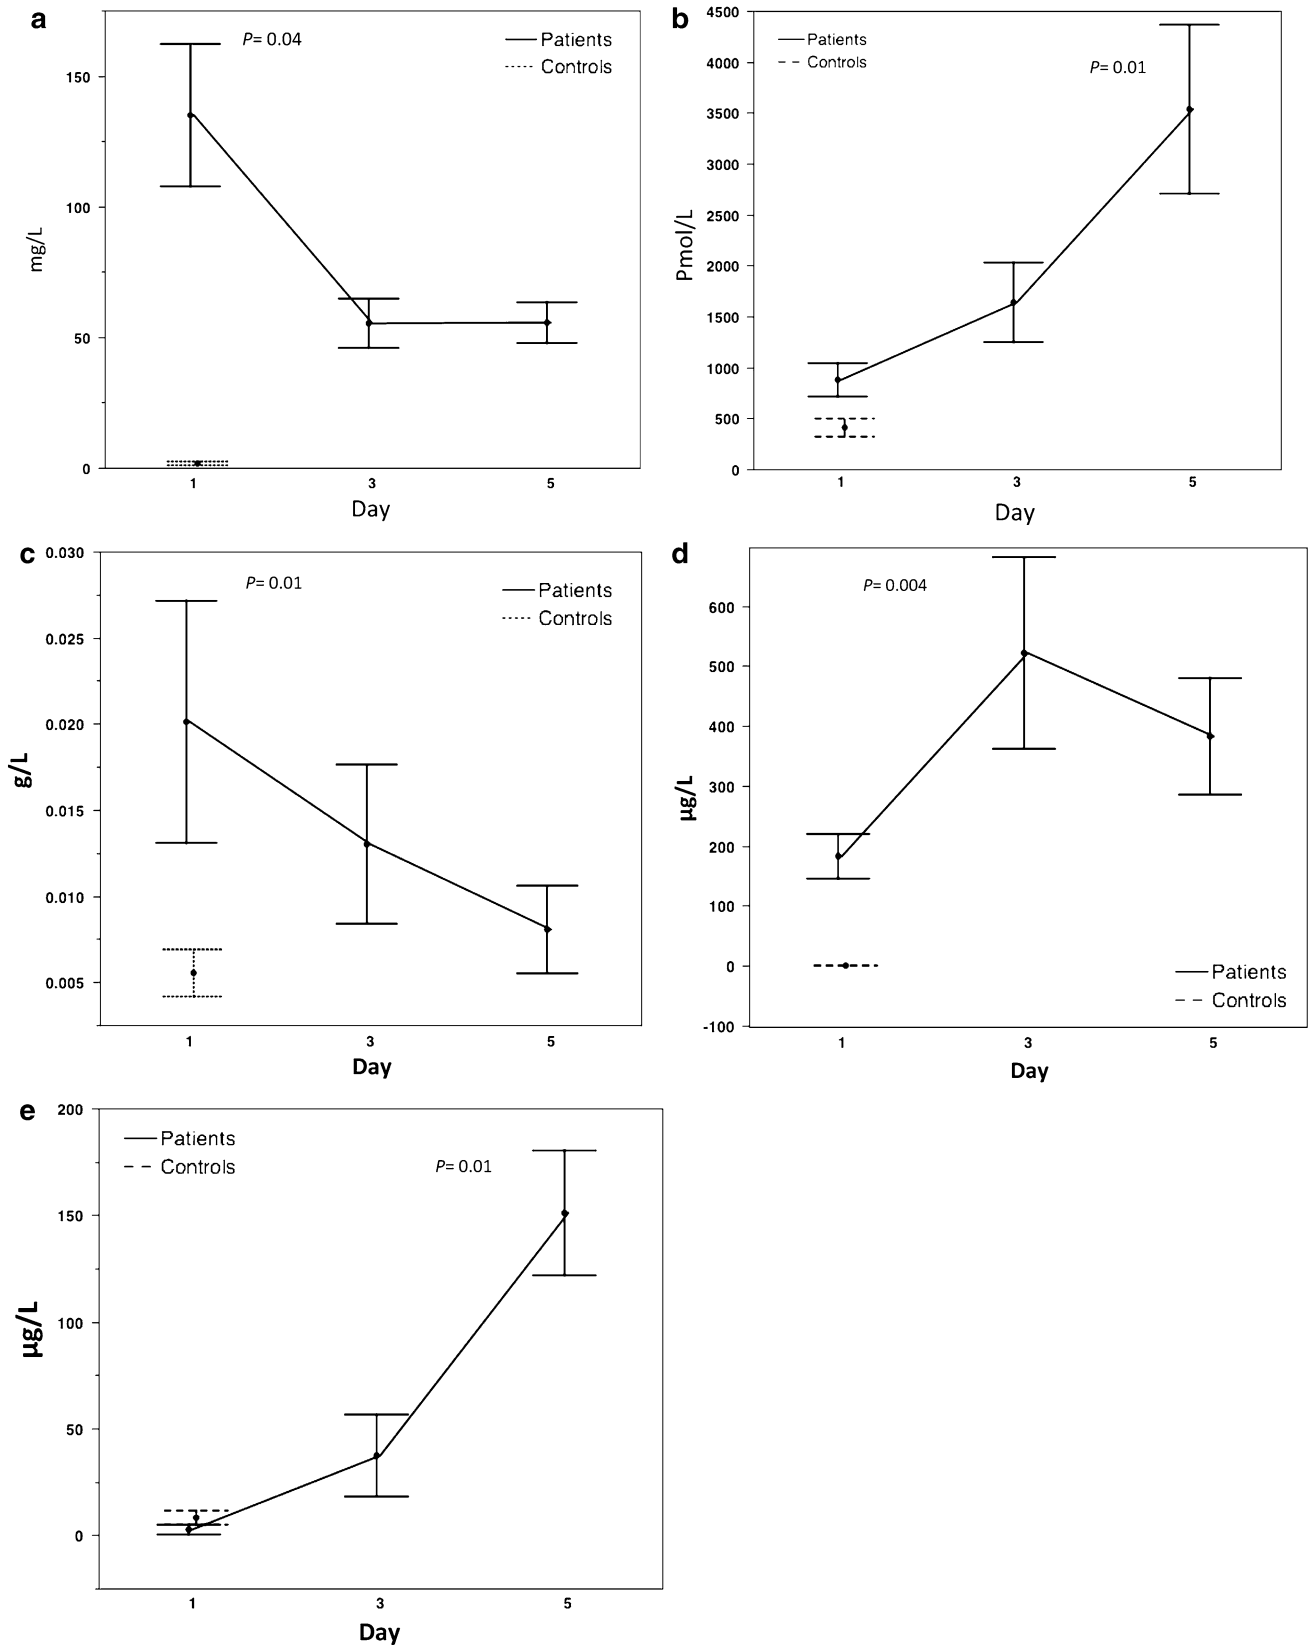 a
P= 0.04
Patients
Controls
150
100
50
0
mg/L
1 3 5
Day
b
4500
4000
3500
3000
2500
2000
1500
1000
500
0
Patients
Controls
P= 0.01
Pmol/L
1 3 5
Day
c
0.030
0.025
0.020
0.015
0.010
0.005
P= 0.01
Patients
Controls
g/L
1 3 5
Day
d
600
500
400
300
200
100
0
-100
P= 0.004
µg/L
Patients
Controls
1 3 5
Day
e
200
150
100
50
0
Patients
Controls
P= 0.01
µg/L
1 3 5
Day